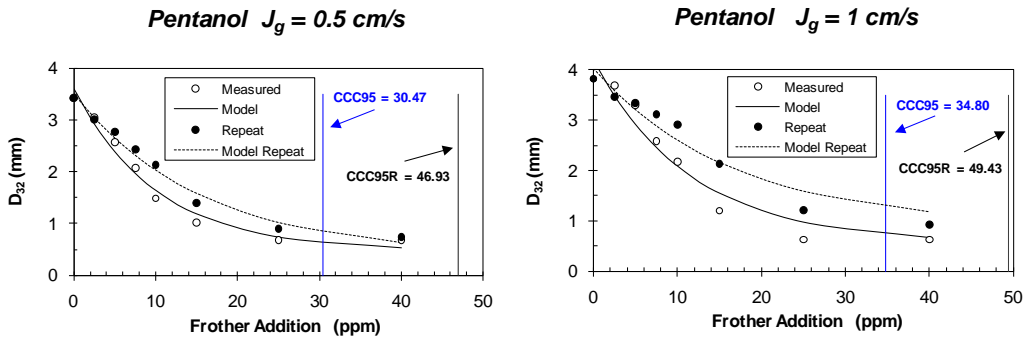 Pentanol Jg = 0.5 cm/s
4
3
2
1
0
D32 (mm)
Measured
Model
Repeat
Model Repeat
CCC95 = 30.47
CCC95R = 46.93
0 10 20 30 40 50
Frother Addition (ppm)
Pentanol Jg = 1 cm/s
4
3
2
1
0
D32 (mm)
Measured
Model
Repeat
Model Repeat
CCC95 = 34.80
CCC95R = 49.43
0 10 20 30 40 50
Frother Addition (ppm)